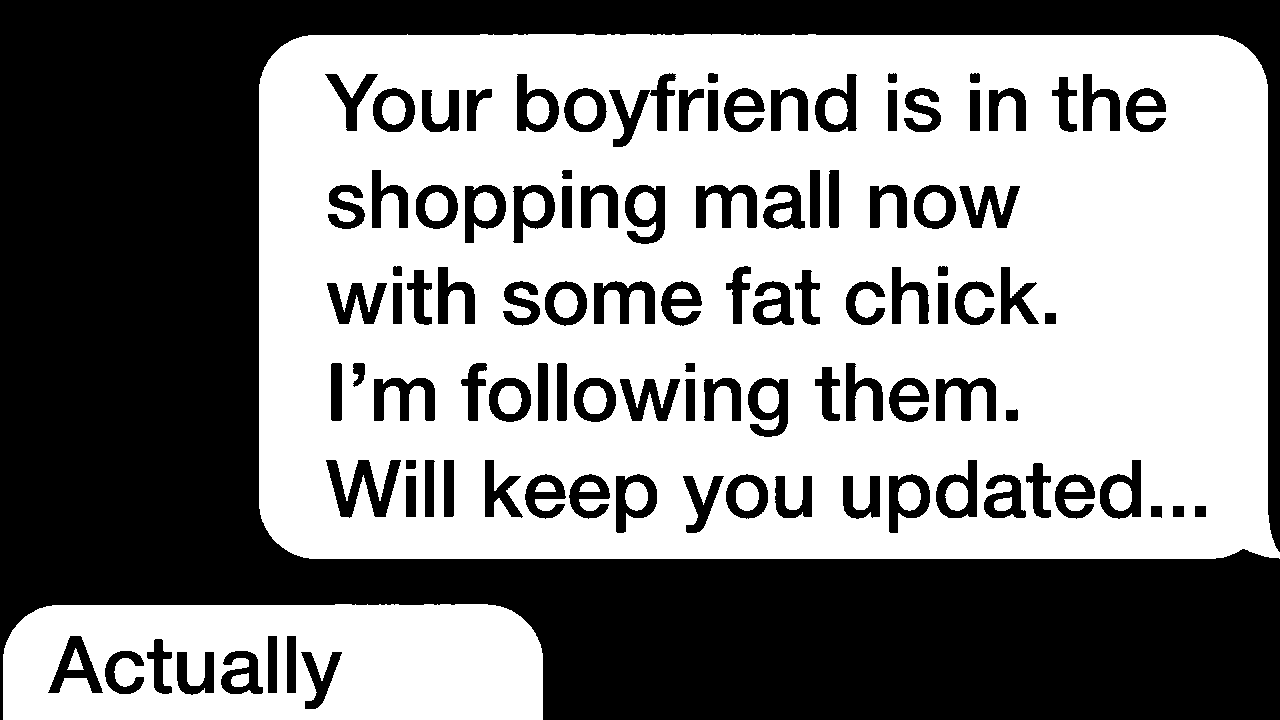 Your boyfriend is in the
shopping mall now
with some fat chick.
I’m following them.
Will keep you updated...
Actually